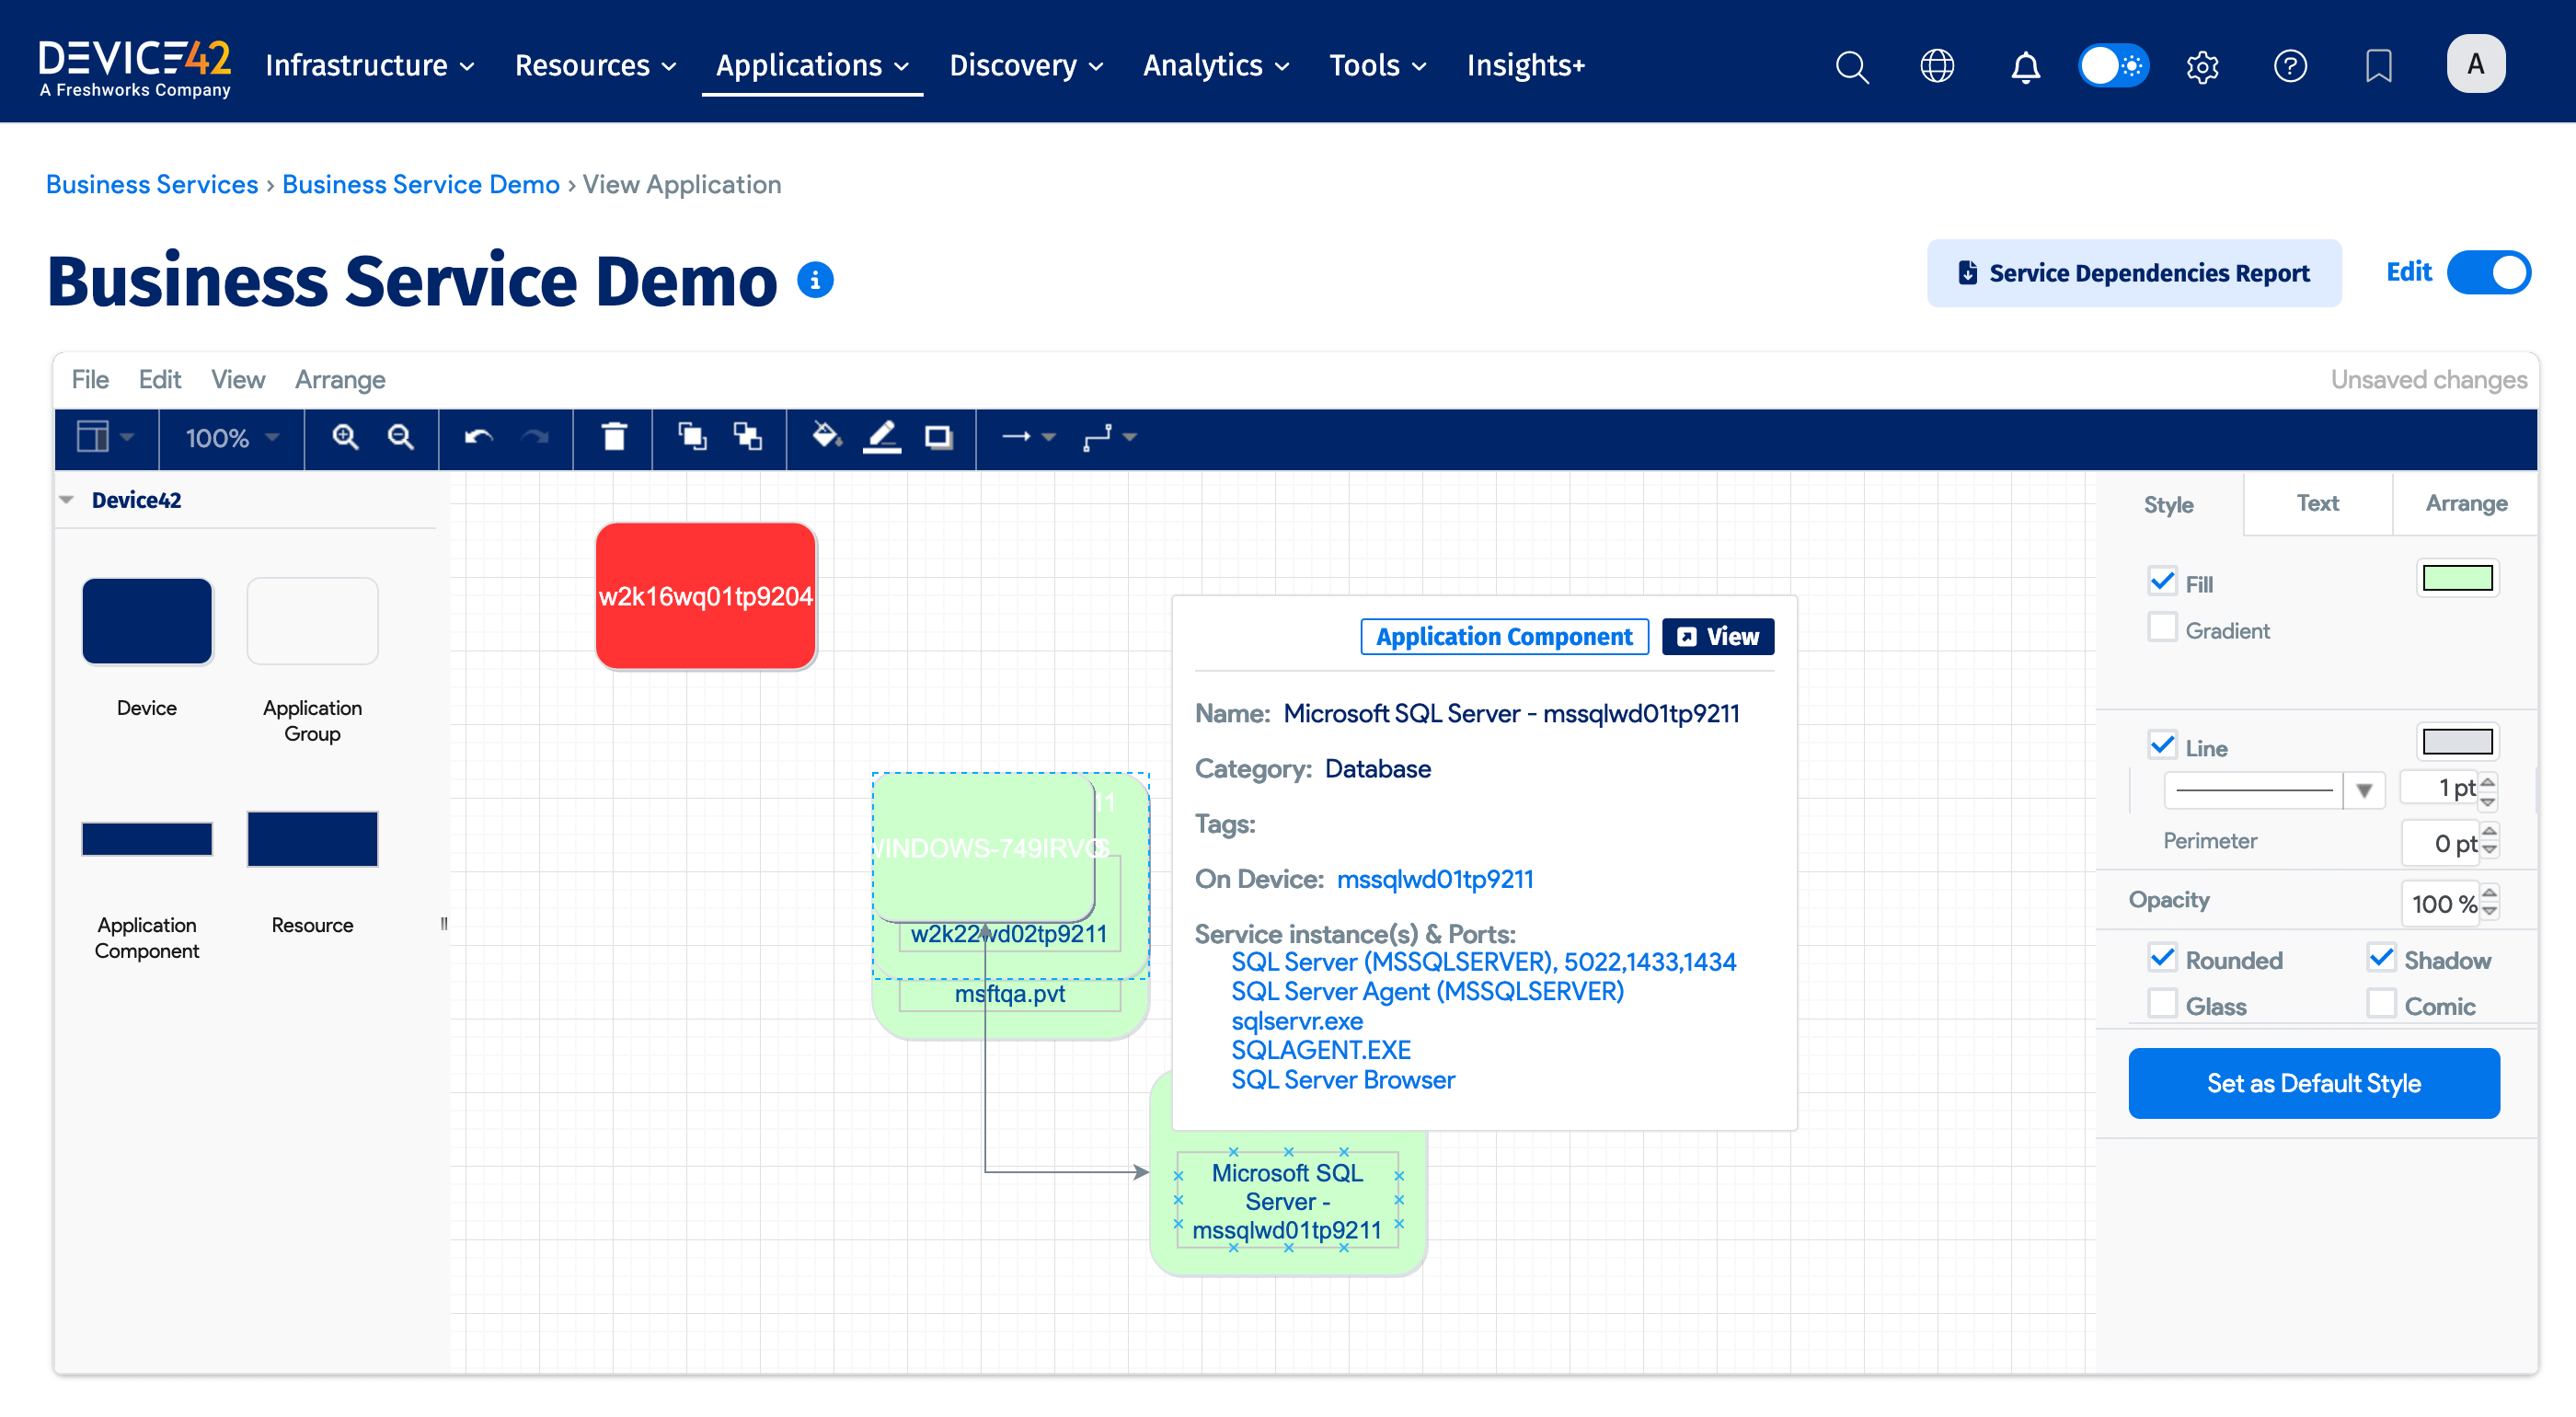 DEVICE42
A Freshworks Company
Infrastructure
Resources
Applications
Discovery
Analytics
Tools
Insights+
A
Business Services › Business Service Demo › View Application
Business Service Demo
Service Dependencies Report
Edit
File
Edit
View
Arrange
Unsaved changes
100%
Device42
Device
Application
Group
Application
Component
Resource
w2k16wq01tp9204
w2k22wd02tp9211
msftqa.pvt
Microsoft SQL
Server -
mssqlwd01tp9211
Application Component
View
Name: Microsoft SQL Server - mssqlwd01tp9211
Category: Database
Tags:
On Device: mssqlwd01tp9211
Service instance(s) & Ports:
SQL Server (MSSQLSERVER), 5022,1433,1434
SQL Server Agent (MSSQLSERVER)
sqlservr.exe
SQLAGENT.EXE
SQL Server Browser
Style
Text
Arrange
Fill
Gradient
Line
1 pt
Perimeter
0 pt
Opacity
100 %
Rounded
Shadow
Glass
Comic
Set as Default Style